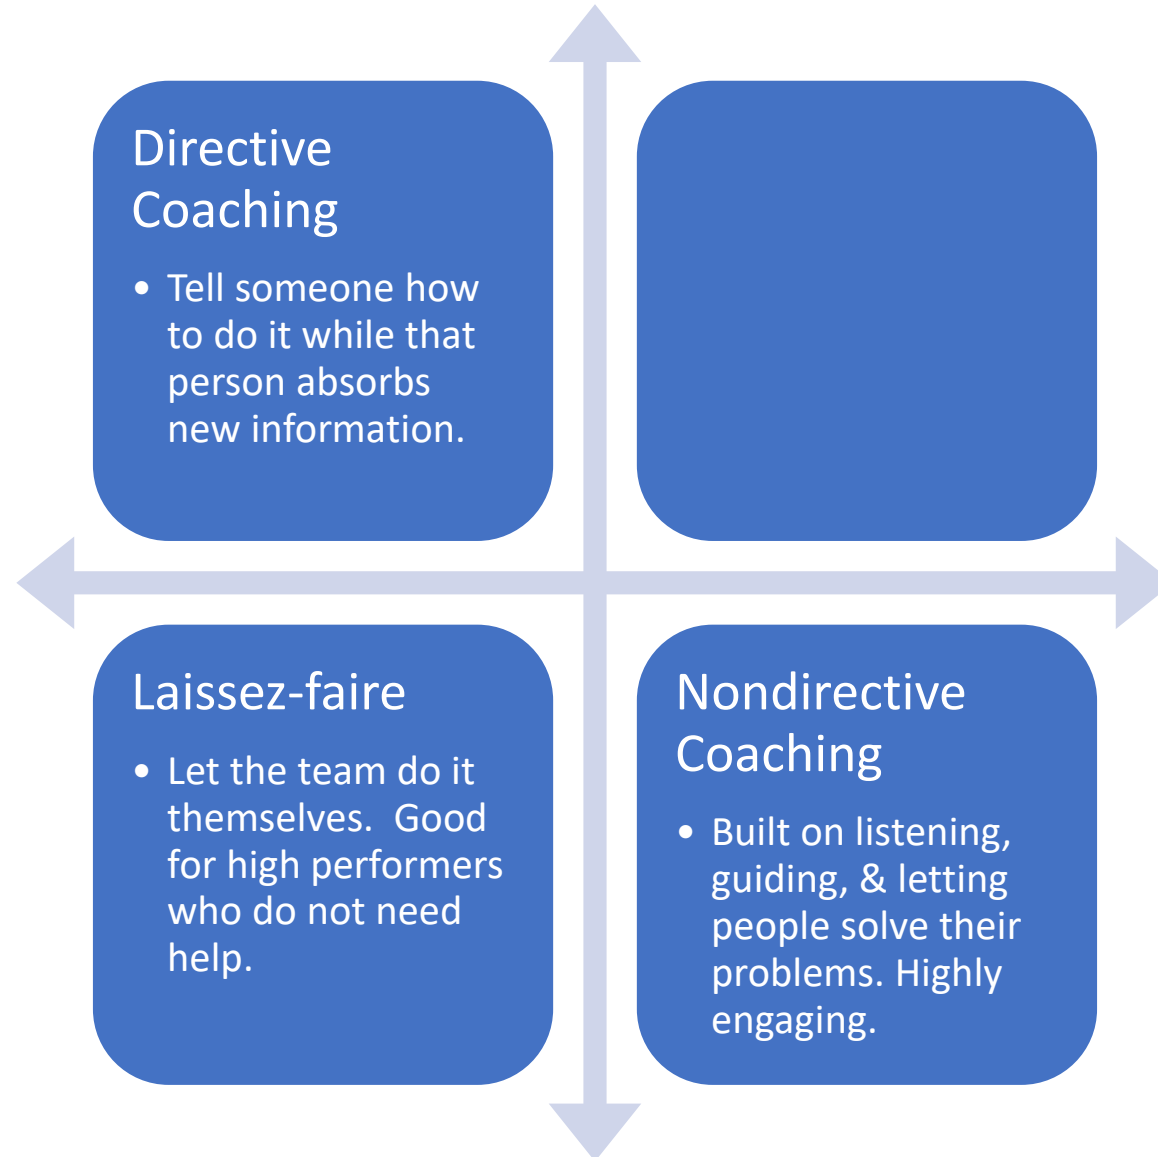 Directive
Coaching
• Tell someone how
to do it while that
person absorbs
new information.
Laissez-faire
• Let the team do it
themselves.  Good
for high performers
who do not need
help.
Nondirective
Coaching
• Built on listening,
guiding, & letting
people solve their
problems. Highly
engaging.